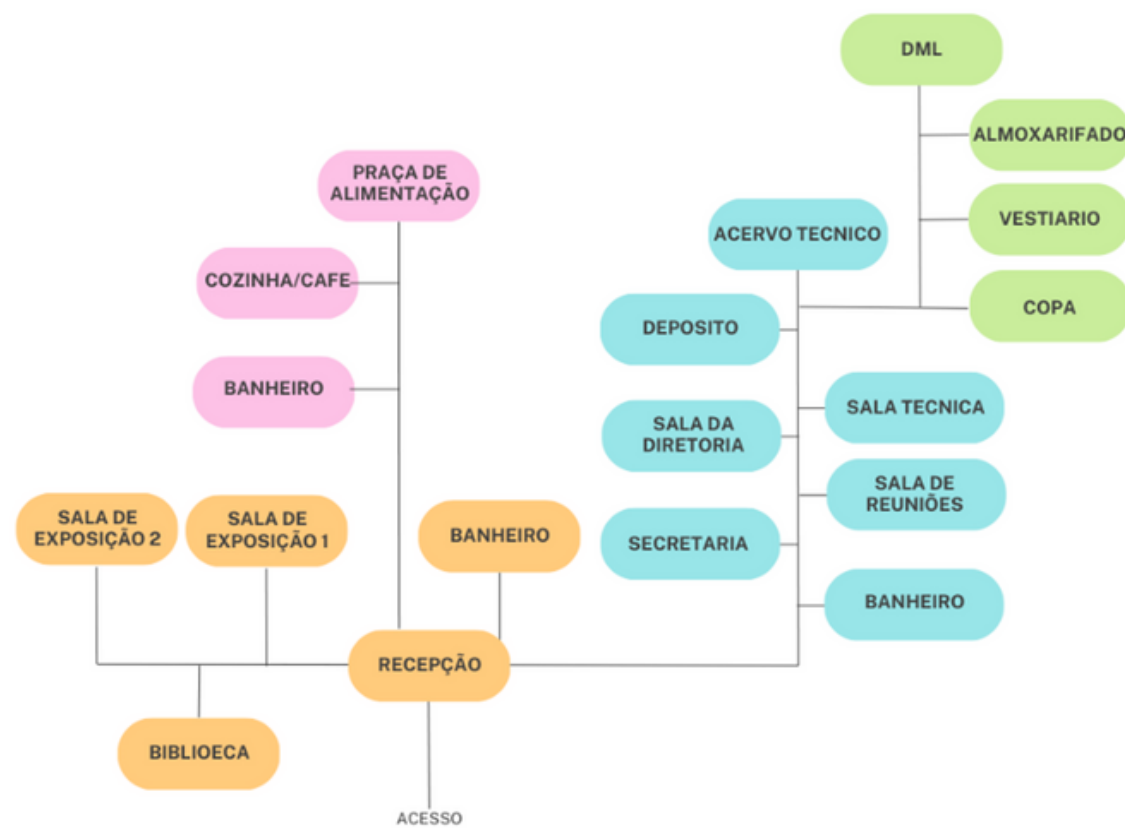 DML
ALMOXARIFADO
PRAÇA DE
ALIMENTAÇÃO
VESTIARIO
ACERVO TECNICO
COZINHA/CAFE
COPA
DEPOSITO
BANHEIRO
SALA TECNICA
SALA DA
DIRETORIA
SALA DE
REUNIÕES
SALA DE
EXPOSIÇÃO 2
SALA DE
EXPOSIÇÃO 1
BANHEIRO
SECRETARIA
BANHEIRO
RECEPÇÃO
BIBLIOECA
ACESSO